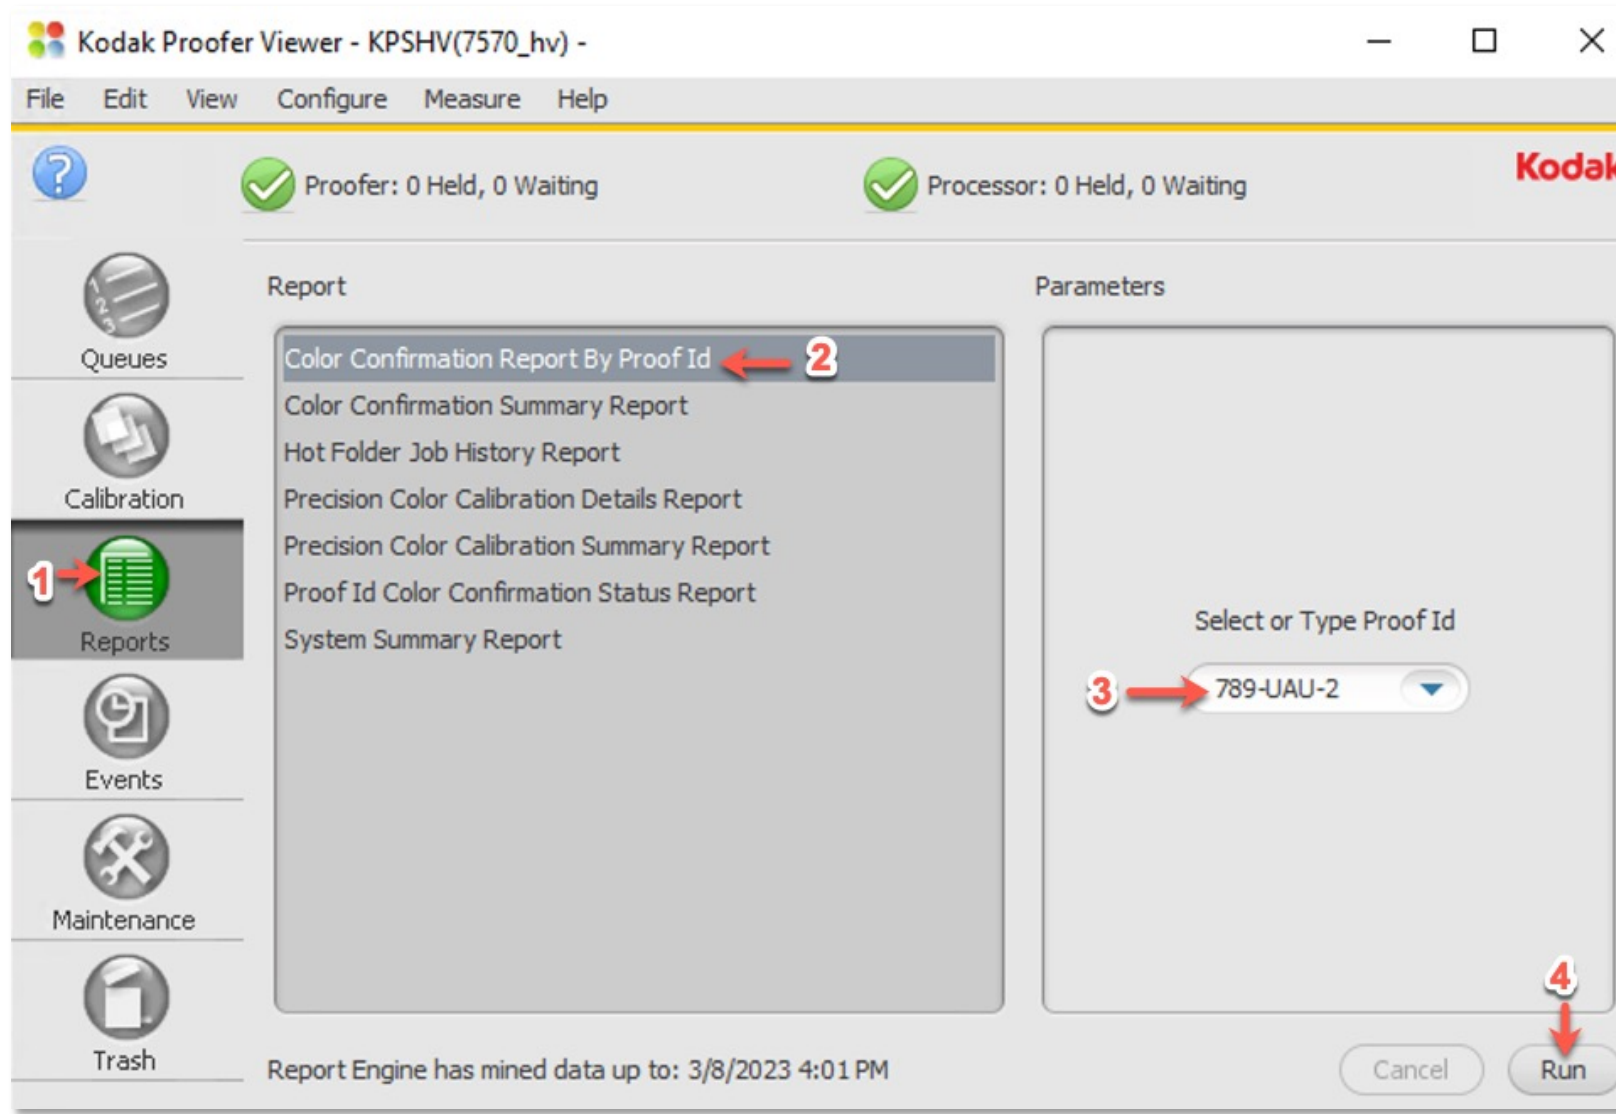 Kodak Proofer Viewer - KPSHV(7570_hv) -
File Edit View Configure Measure Help
Proofer: 0 Held, 0 Waiting
Processor: 0 Held, 0 Waiting
Kodak
Queues
Calibration
1
Reports
Events
Maintenance
Trash
Report
Color Confirmation Report By Proof Id
2
Color Confirmation Summary Report
Hot Folder Job History Report
Precision Color Calibration Details Report
Precision Color Calibration Summary Report
Proof Id Color Confirmation Status Report
System Summary Report
Parameters
Select or Type Proof Id
3
789-UAU-2
4
Report Engine has mined data up to: 3/8/2023 4:01 PM
Cancel
Run